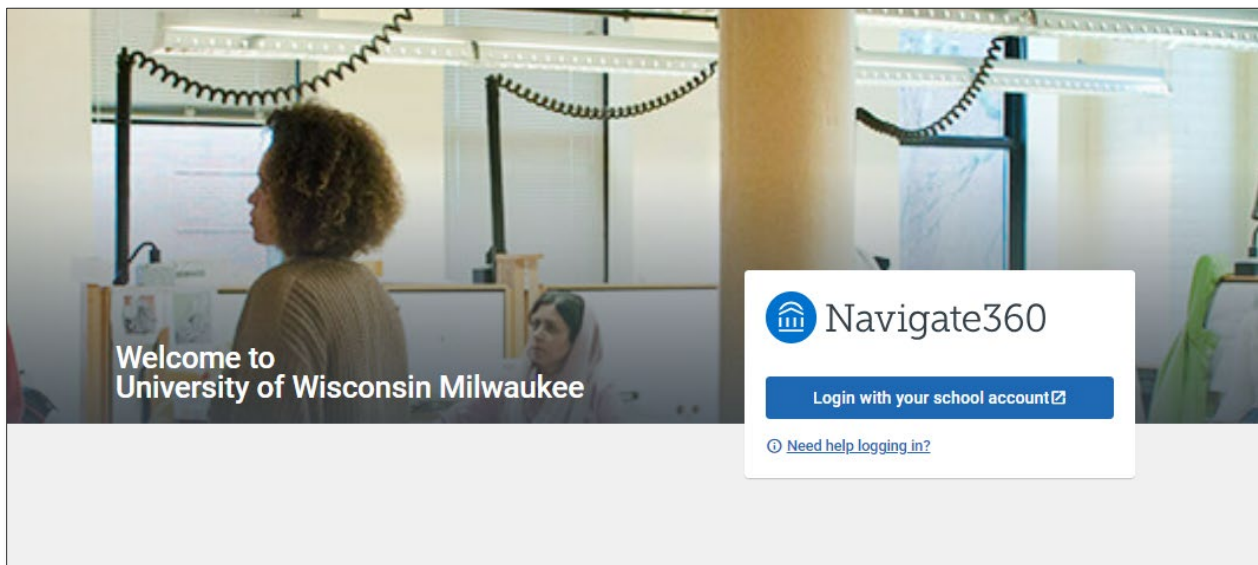 Welcome to
University of Wisconsin Milwaukee
Navigate360
Login with your school account
Need help logging in?